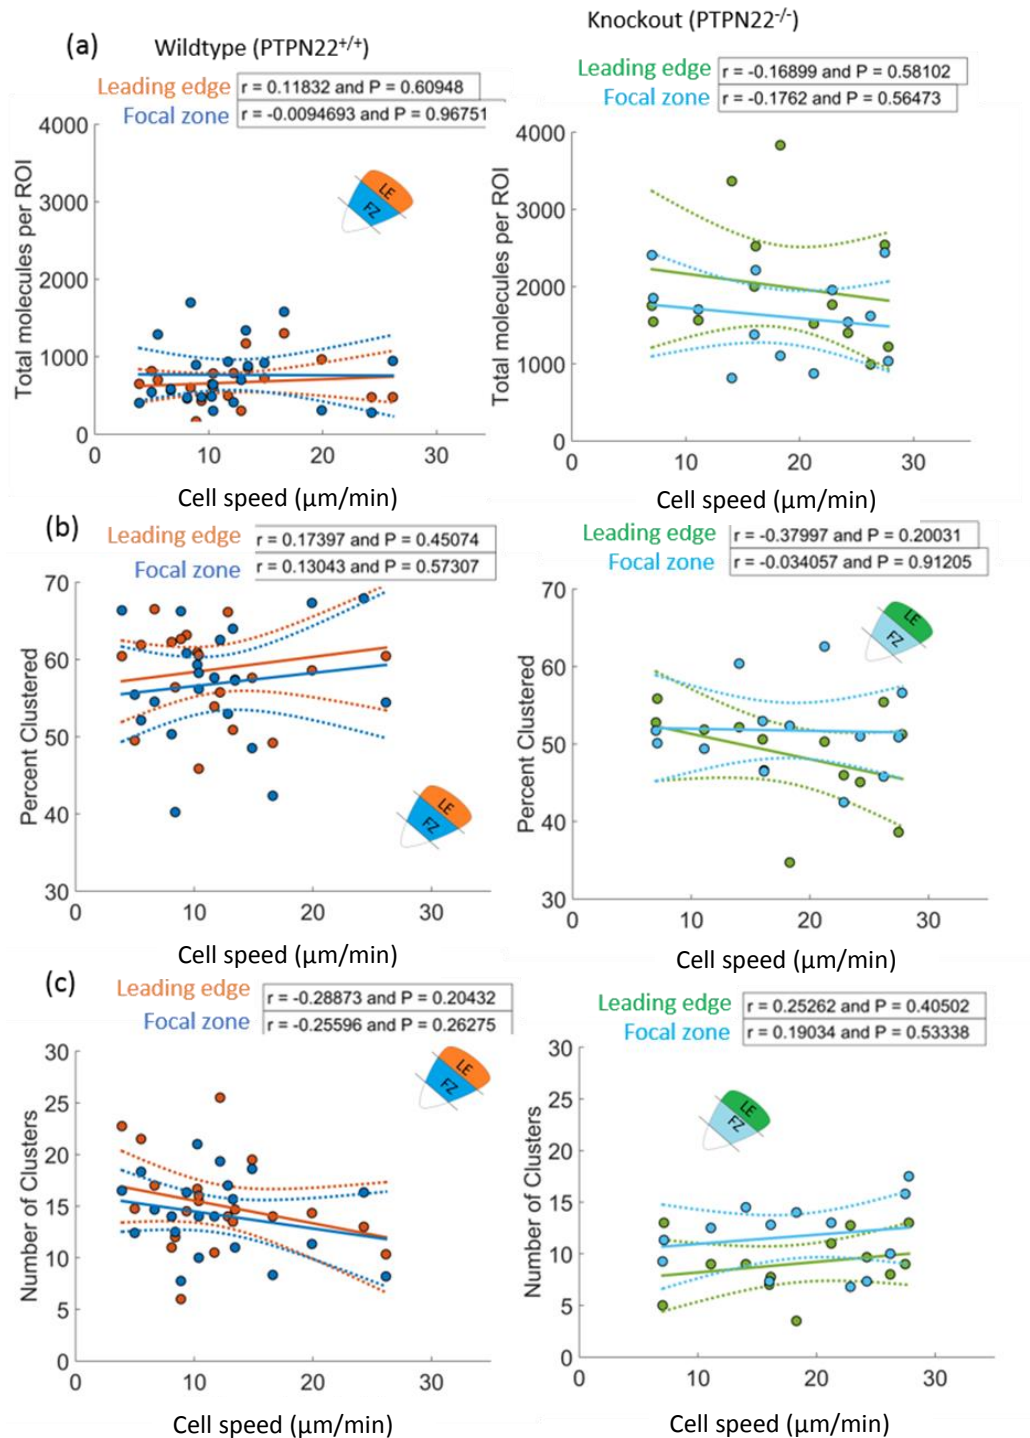 Knockout (PTPN22-/-)
(a)
Wildtype (PTPN22+/+)
Leading edge
r = 0.11832 and P = 0.60948
Focal zone
r = -0.0094693 and P = 0.96751
Leading edge
r = -0.16899 and P = 0.58102
Focal zone
r = -0.1762 and P = 0.56473
Total molecules per ROI
4000
3000
2000
1000
0
LE
FZ
0 10 20 30
Cell speed (µm/min)
Total molecules per ROI
4000
3000
2000
1000
0
0 10 20 30
Cell speed (µm/min)
(b)
Leading edge
r = 0.17397 and P = 0.45074
Focal zone
r = 0.13043 and P = 0.57307
Leading edge
r = -0.37997 and P = 0.20031
Focal zone
r = -0.034057 and P = 0.91205
Percent Clustered
70
60
50
40
30
LE
FZ
0 10 20 30
Cell speed (µm/min)
Percent Clustered
70
60
50
40
30
LE
FZ
0 10 20 30
Cell speed (µm/min)
(c)
Leading edge
r = -0.28873 and P = 0.20432
Focal zone
r = -0.25596 and P = 0.26275
Leading edge
r = 0.25262 and P = 0.40502
Focal zone
r = 0.19034 and P = 0.53338
Number of Clusters
30
25
20
15
10
5
0
LE
FZ
0 10 20 30
Cell speed (µm/min)
Number of Clusters
30
25
20
15
10
5
0
LE
FZ
0 10 20 30
Cell speed (µm/min)